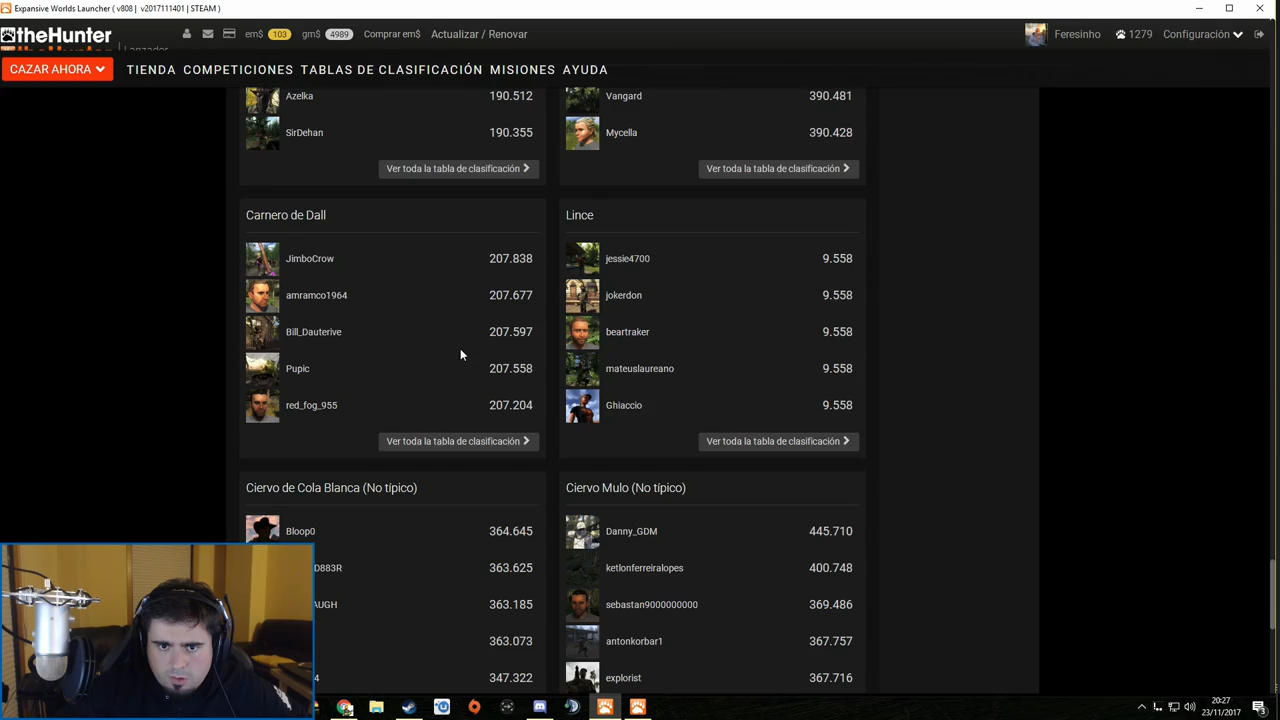 Expansive Worlds Launcher ( v808 | v2017111401 | STEAM )
theHunter
em$ 103 gm$ 4989 Comprar em$ Actualizar / Renovar
Feresinho 1279 Configuración
theHunter Lanzador
CAZAR AHORA TIENDA COMPETICIONES TABLAS DE CLASIFICACIÓN MISIONES AYUDA
Azelka 190.512
SirDehan 190.355
Ver toda la tabla de clasificación
Vangard 390.481
Mycella 390.428
Ver toda la tabla de clasificación
Carnero de Dall
JimboCrow 207.838
amramco1964 207.677
Bill_Dauterive 207.597
Pupic 207.558
red_fog_955 207.204
Ver toda la tabla de clasificación
Lince
jessie4700 9.558
jokerdon 9.558
beartraker 9.558
mateuslaureano 9.558
Ghiaccio 9.558
Ver toda la tabla de clasificación
Ciervo de Cola Blanca (No típico)
Bloop0 364.645
D883R 363.625
AUGH 363.185
363.073
4 347.322
Ciervo Mulo (No típico)
Danny_GDM 445.710
ketlonferreiralopes 400.748
sebastan9000000000 369.486
antonkorbar1 367.757
explorist 367.716
20:27
23/11/2017
3